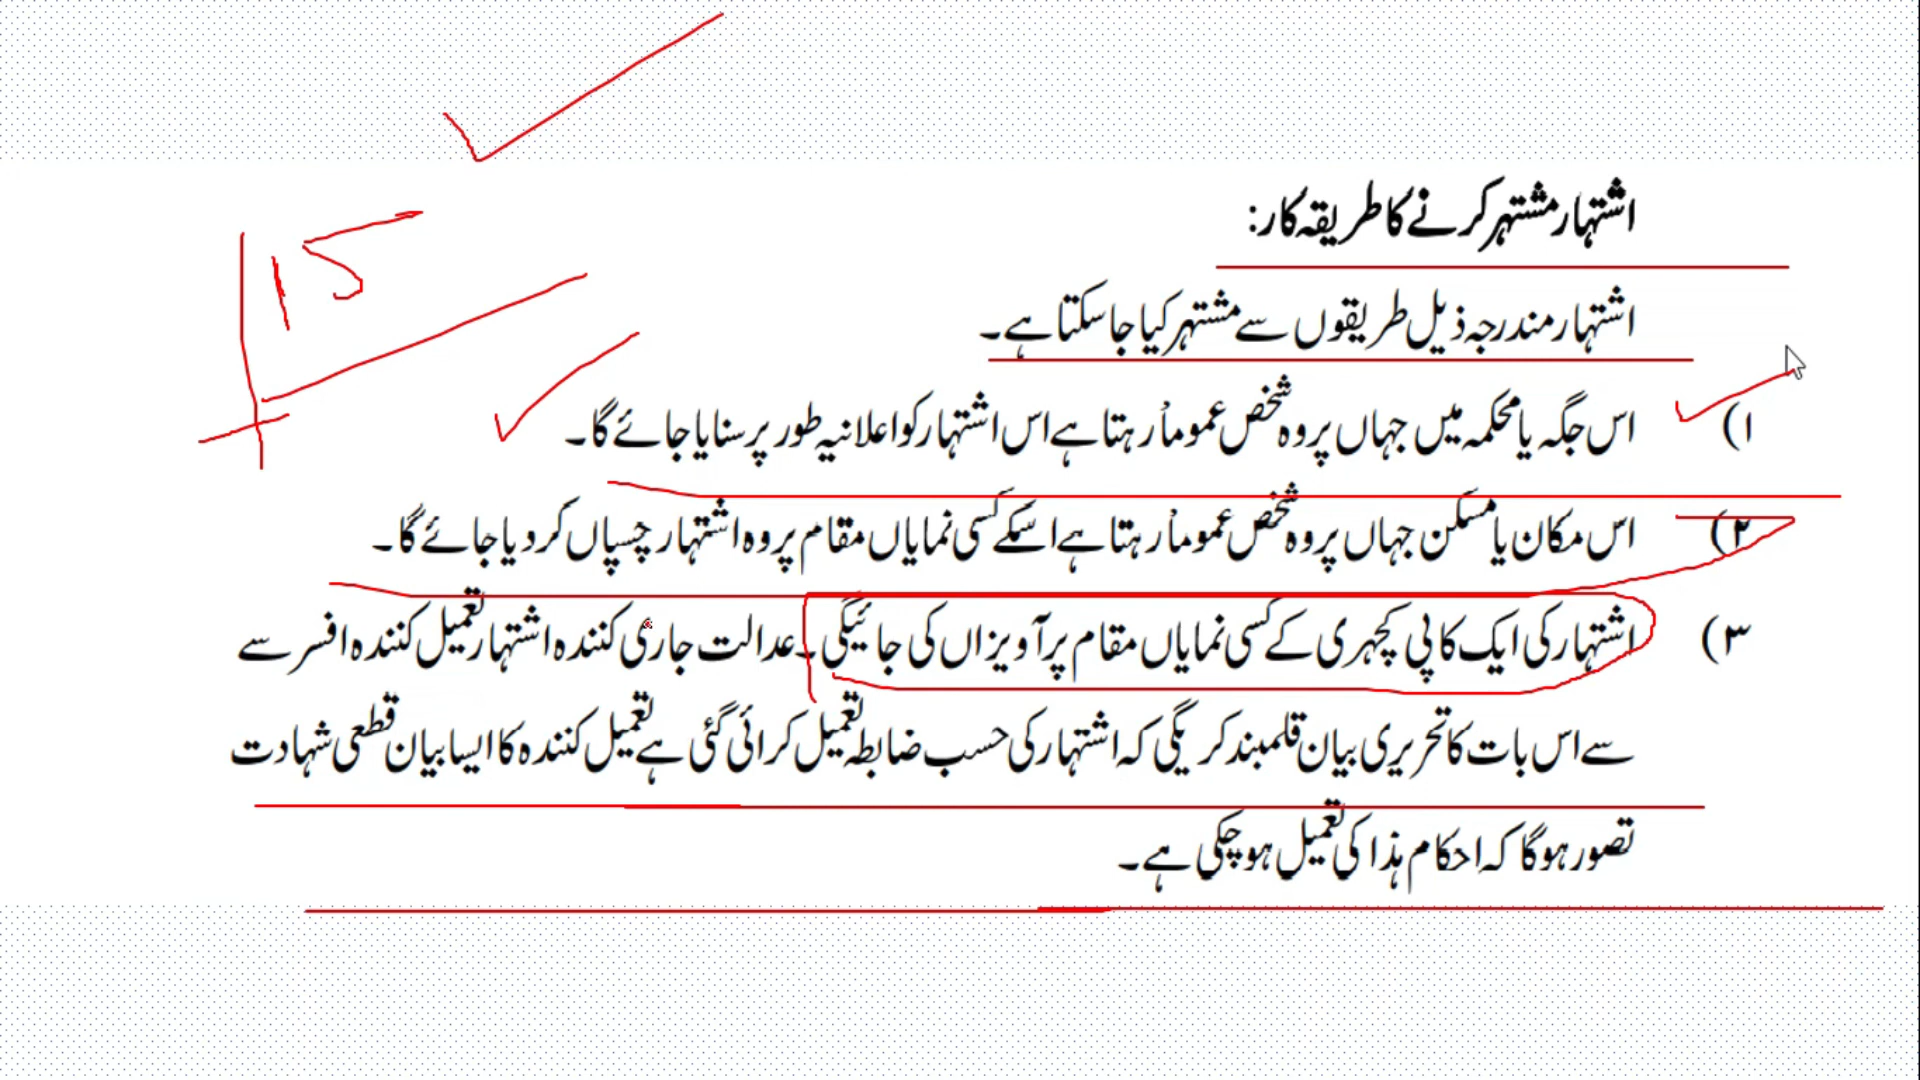 اشتہار مشتہر کرنے کا طریقہ کار:
15
اشتہار مندرجہ ذیل طریقوں سے مشتہر کیا جا سکتا ہے۔
۱) اس جگہ یا محکمہ میں جہاں پر وہ شخص عموماً رہتا ہے اس اشتہار کو اعلانیہ طور پر سنایا جائے گا۔
۲) اس مکان یا مسکن جہاں پر وہ شخص عموماً رہتا ہے اسکے کسی نمایاں مقام پر وہ اشتہار چسپاں کر دیا جائے گا۔
۳) اشتہار کی ایک کاپی کچہری کے کسی نمایاں مقام پر آویزاں کی جائیگی۔ عدالت جاری کنندہ اشتہار تعمیل کنندہ افسر سے
سے اس بات کا تحریری بیان قلمبند کریگی کہ اشتہار کی حسب ضابطہ تعمیل کرائی گئی ہے تعمیل کنندہ کا ایسا بیان قطعی شہادت
تصور ہوگا کہ احکام ہذا کی تعمیل ہو چکی ہے۔